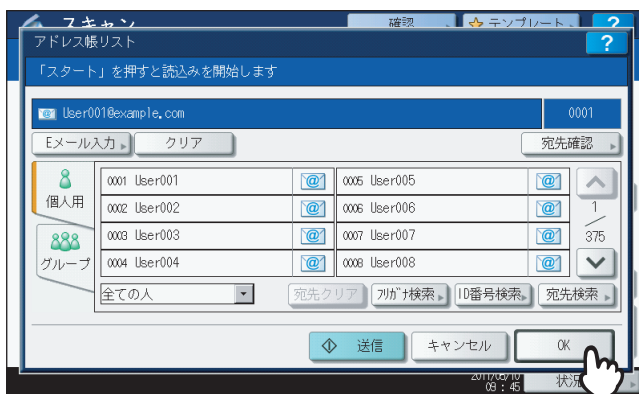 スキャン
確認
テンプレート
?
アドレス帳リスト
?
「スタート」を押すと読込みを開始します
User001@example.com
0001
Eメール入力
クリア
宛先確認
個人用
グループ
0001 User001
0005 User005
0002 User002
0006 User006
0003 User003
0007 User007
0004 User004
0008 User008
1
375
全ての人
宛先クリア
フリガナ検索
ID番号検索
宛先検索
送信
キャンセル
OK
09:45